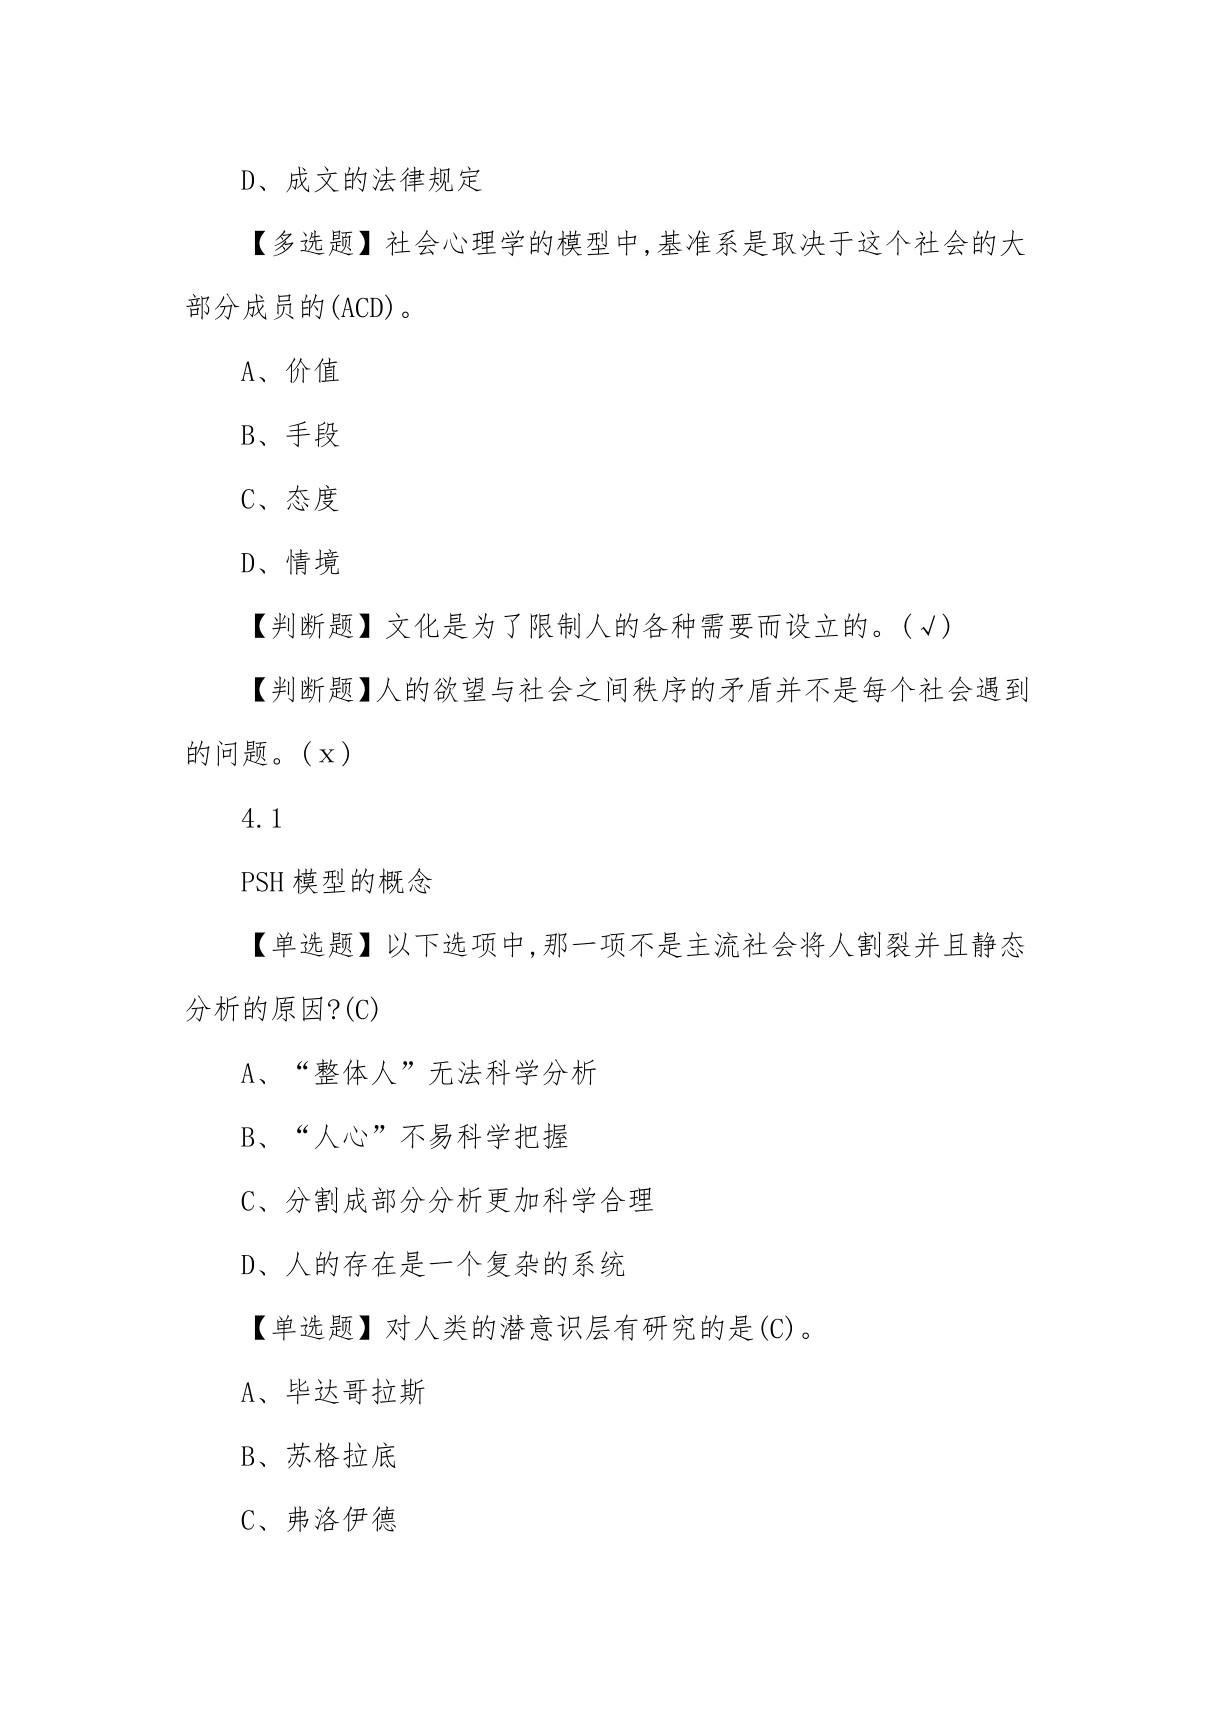 D、成文的法律规定
【多选题】社会心理学的模型中,基准系是取决于这个社会的大
部分成员的(ACD)。
A、价值
B、手段
C、态度
D、情境
【判断题】文化是为了限制人的各种需要而设立的。(√)
【判断题】人的欲望与社会之间秩序的矛盾并不是每个社会遇到
的问题。(x)
4.1
PSH 模型的概念
【单选题】以下选项中,那一项不是主流社会将人割裂并且静态
分析的原因?(C)
A、“整体人”无法科学分析
B、“人心”不易科学把握
C、分割成部分分析更加科学合理
D、人的存在是一个复杂的系统
【单选题】对人类的潜意识层有研究的是(C)。
A、毕达哥拉斯
B、苏格拉底
C、弗洛伊德